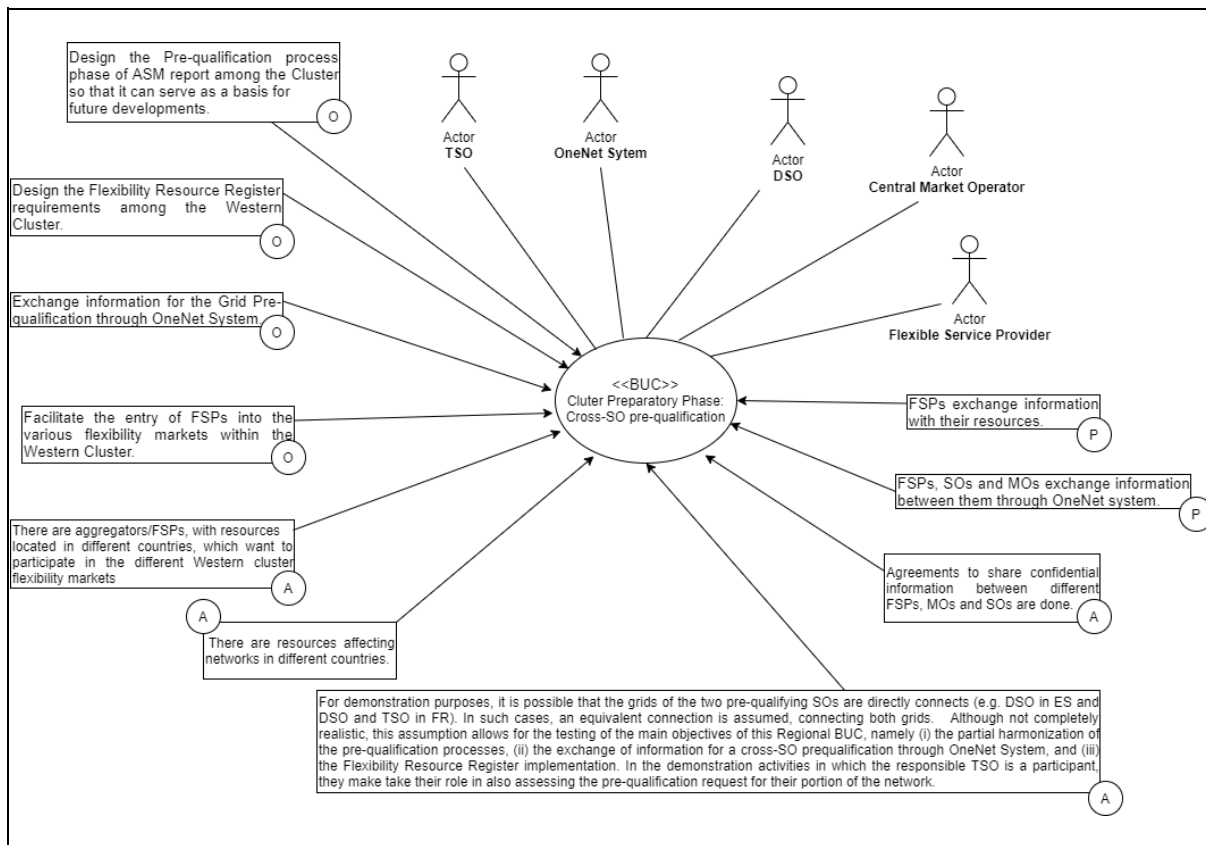 Design the Pre-qualification process
phase of ASM report among the Cluster
so that it can serve as a basis for
future developments.
O
Actor
TSO
Actor
OneNet Sytem
Actor
DSO
Actor
Central Market Operator
Actor
Flexible Service Provider
Design the Flexibility Resource Register
requirements among the Western
Cluster.
O
Exchange information for the Grid Pre-
qualification through OneNet System.
O
Facilitate the entry of FSPs into the
various flexibility markets within the
Western Cluster.
O
There are aggregators/FSPs, with resources
located in different countries, which want to
participate in the different Western cluster
flexibility markets
A
A
There are resources affecting
networks in different countries.
<<BUC>>
Cluter Preparatory Phase:
Cross-SO pre-qualification
FSPs exchange information
with their resources.
P
FSPs, SOs and MOs exchange information
between them through OneNet system.
P
Agreements to share confidential
information between different
FSPs, MOs and SOs are done.
A
For demonstration purposes, it is possible that the grids of the two pre-qualifying SOs are directly connects (e.g. DSO in ES and
DSO and TSO in FR). In such cases, an equivalent connection is assumed, connecting both grids. Although not completely
realistic, this assumption allows for the testing of the main objectives of this Regional BUC, namely (i) the partial harmonization of
the pre-qualification processes, (ii) the exchange of information for a cross-SO prequalification through OneNet System, and (iii)
the Flexibility Resource Register implementation. In the demonstration activities in which the responsible TSO is a participant,
they make take their role in also assessing the pre-qualification request for their portion of the network.
A